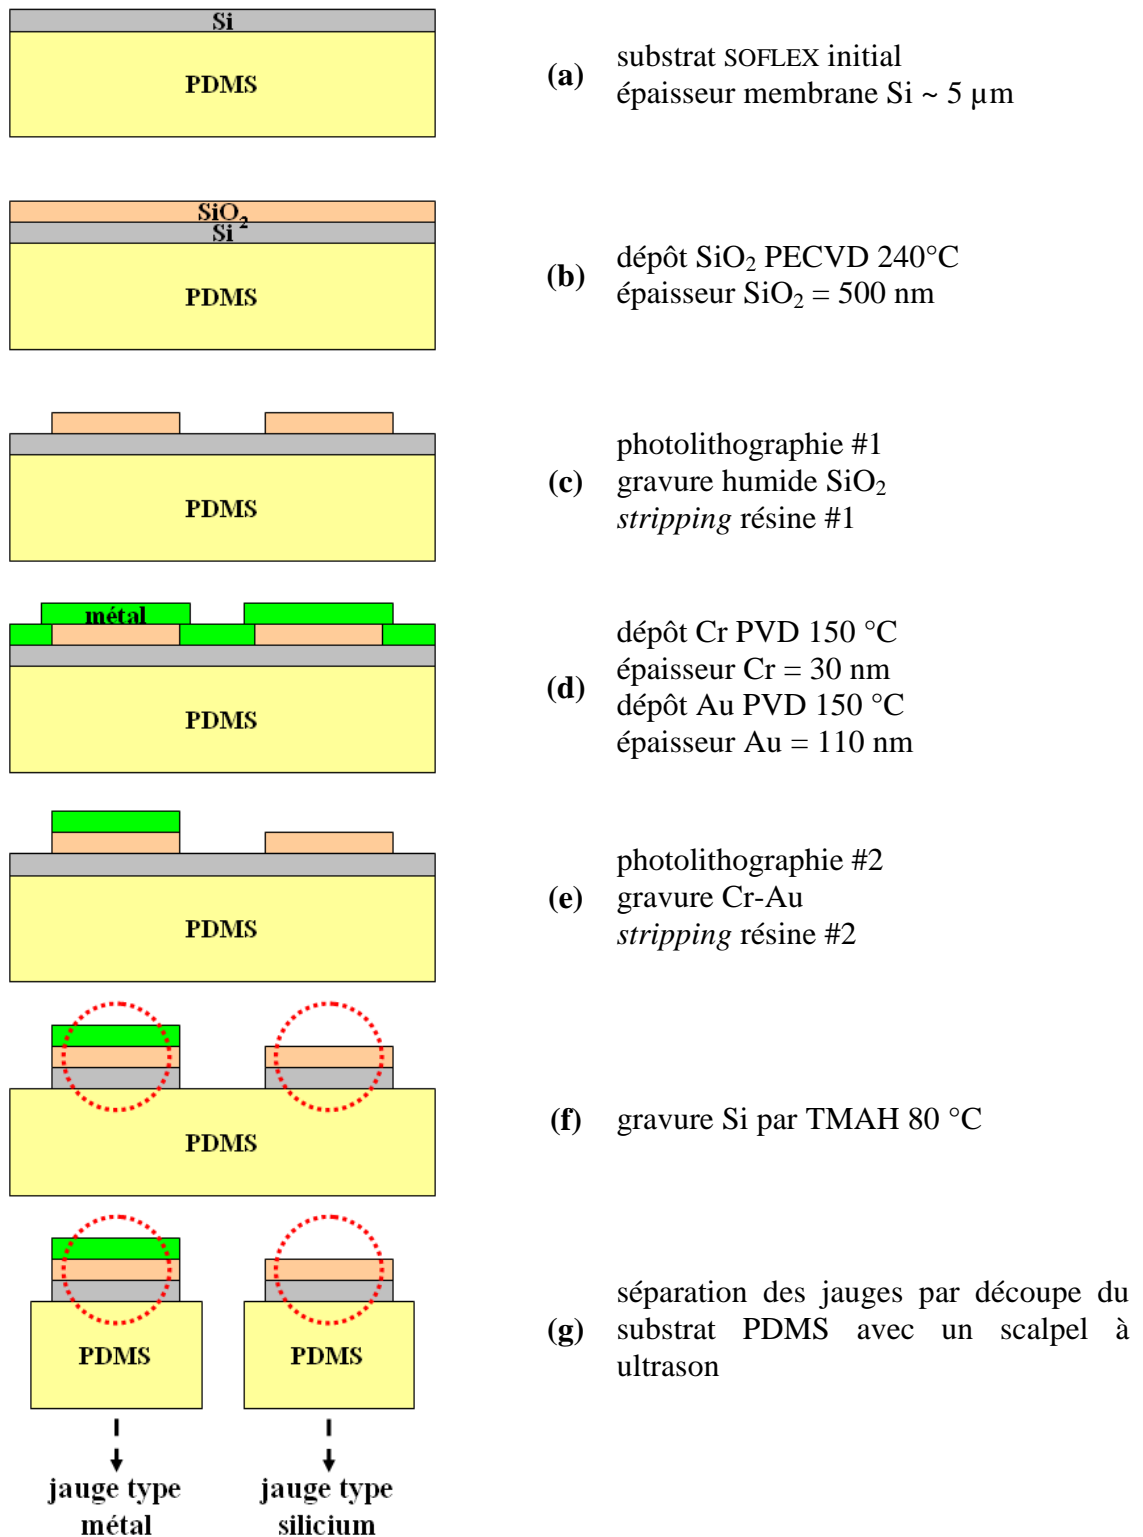 Si
PDMS
(a)
substrat SOFLEX initial
épaisseur membrane Si ~ 5 µm
SiO2
Si
PDMS
(b)
dépôt SiO2 PECVD 240°C
épaisseur SiO2 = 500 nm
PDMS
(c)
photolithographie #1
gravure humide SiO2
stripping résine #1
métal
PDMS
(d)
dépôt Cr PVD 150 °C
épaisseur Cr = 30 nm
dépôt Au PVD 150 °C
épaisseur Au = 110 nm
PDMS
(e)
photolithographie #2
gravure Cr-Au
stripping résine #2
PDMS
(f)
gravure Si par TMAH 80 °C
PDMS
PDMS
(g)
séparation des jauges par découpe du
substrat PDMS avec un scalpel à
ultrason
jauge type
métal
jauge type
silicium